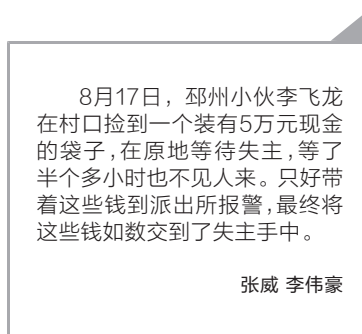 8月17日，邳州小伙李飞龙
在村口捡到一个装有5万元现金
的袋子，在原地等待失主，等了
半个多小时也不见人来。只好带
着这些钱到派出所报警，最终将
这些钱如数交到了失主手中。
张威 李伟豪